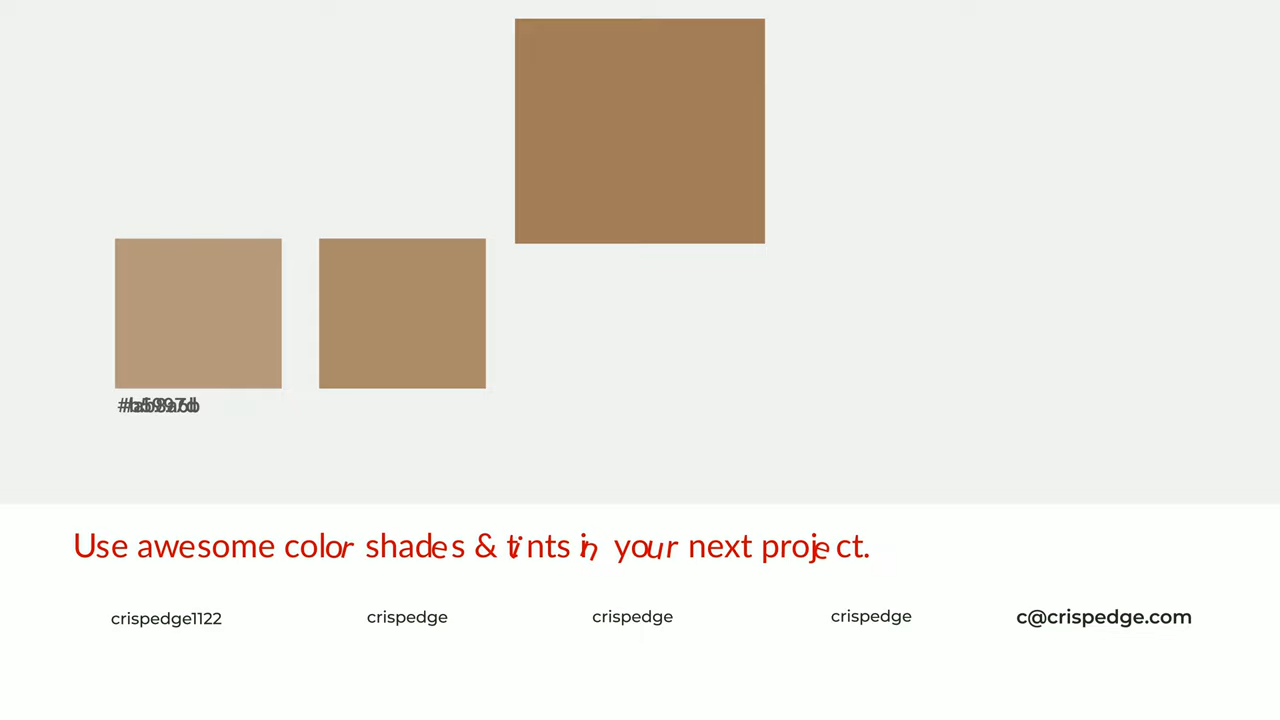 Use awesome color shades & tints in your next project.
crispedge1122 crispedge crispedge crispedge c@crispedge.com